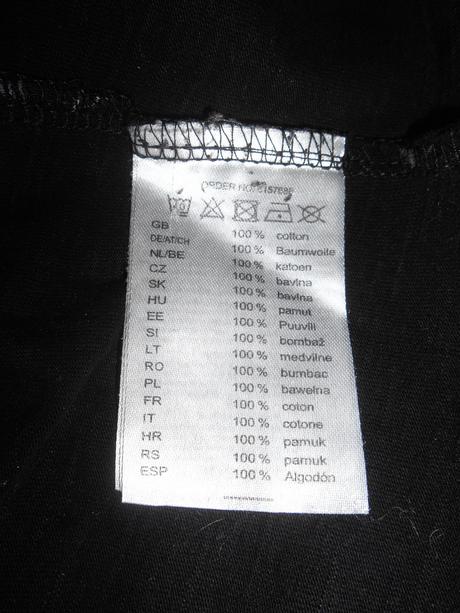 ORDER NO:
GB 100 % cotton
DE/AT/CH 100 % Baumwolle
NL/BE 100 % katoen
CZ 100 % bavlna
SK 100 % bavlna
HU 100 % pamut
EE 100 % Puuvill
SI 100 % bombaž
LT 100 % medvilne
RO 100 % bumbac
PL 100 % bawełna
FR 100 % coton
IT 100 % cotone
HR 100 % pamuk
RS 100 % pamuk
ESP 100 % Algodón